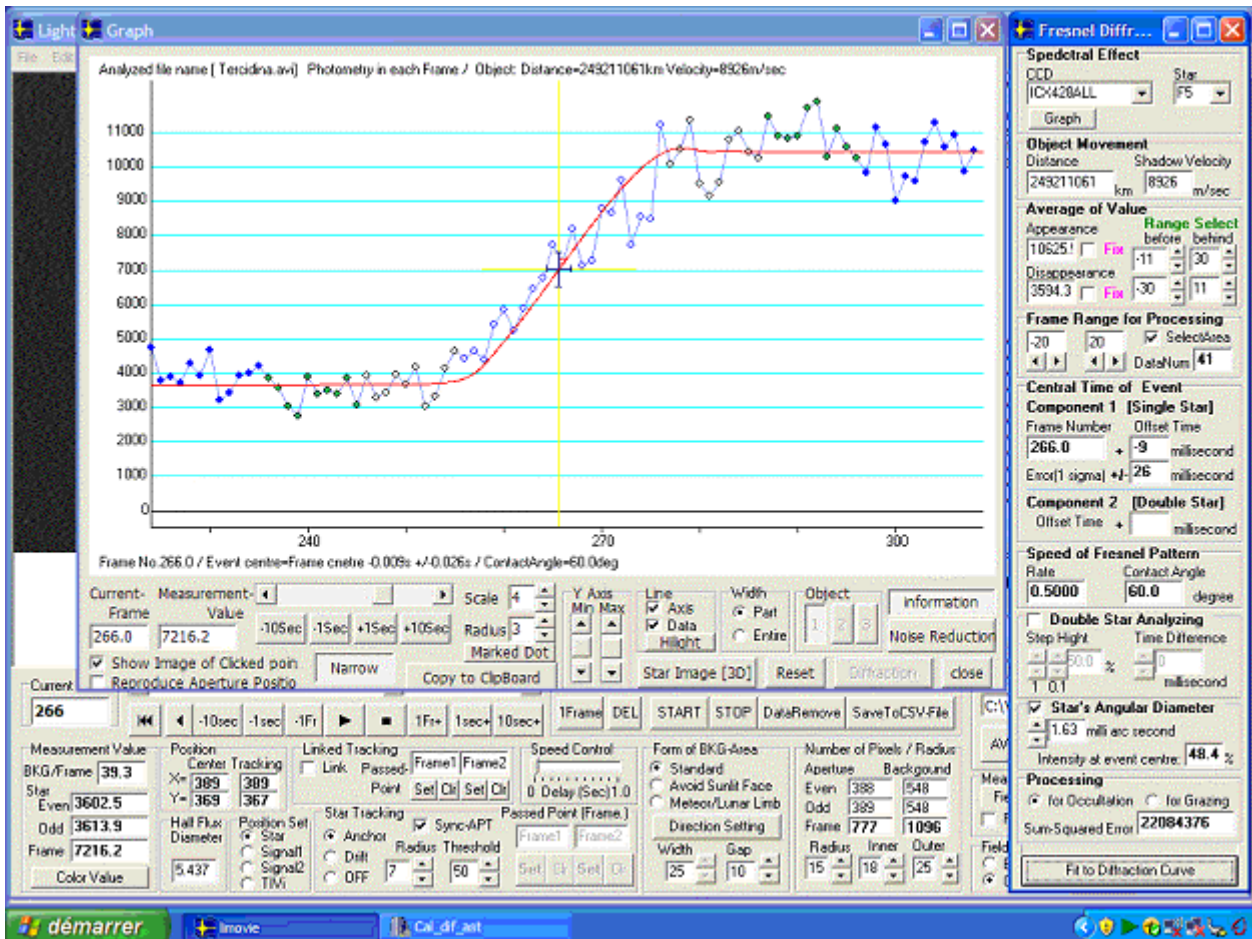 Light
Graph
Fresnel Diffr...
File Edit
Analyzed file name [ Tercidina.avi] Photometry in each Frame / Object: Distance=249211061km Velocity=8926m/sec
11000
10000
9000
8000
7000
6000
5000
4000
3000
2000
1000
0
240
270
300
Frame No.266.0 / Event centre=Frame cnetre -0.009s +/-0.026s / ContactAngle=60.0deg
Current-Frame
266.0
Measurement-Value
7216.2
-10Sec
-1Sec
+1Sec
+10Sec
Scale 4
Radius 3
Marked Dot
Show Image of Clicked poin
Reproduce Aperture Positio
Narrow
Copy to ClipBoard
Y Axis
Min Max
Line
Axis
Data
Hilight
Width
Part
Entire
Object
1 2 3
information
Noise Reduction
Star Image [3D]
Reset
Diffraction
close
Spedctral Effect
CCD
Star
ICX428ALL
F5
Graph
Object Movement
Distance
Shadow Velocity
249211061 km
8926 m/sec
Average of Value
Appearance
Range Select
before behind
10625.!
Fix
-11
30
Disappearance
3594.3
Fix
-30
11
Frame Range for Processing
-20
20
SelectArea
DataNum 41
Central Time of Event
Component 1 [Single Star]
Frame Number
Offset Time
266.0 + -9 millisecond
Error(1 sigma) +/- 26 millisecond
Component 2 [Double Star]
Offset Time + millisecond
Speed of Fresnel Pattern
Rate
Contact Angle
0.5000
60.0 degree
Double Star Analyzing
Step Hight
Time Difference
50.0 %
0
1 0.1
millisecond
Star's Angular Diameter
1.63 milli arc second
Intensity at event centre: 48.4 %
Processing
for Occultation
for Grazing
Sum-Squared Error 22084376
Fit to Diffraction Curve
Current
266
-10sec
-1sec
-1Fr
1Fr+
1sec+
10sec+
1Frame
DEL
START
STOP
DataRemove
SaveToCSV-File
C:\
Measurement Value
BKG/Frame 39.3
Star
Even 3602.5
Odd 3613.9
Frame 7216.2
Color Value
Position
Center Tracking
X= 389 389
Y= 369 367
Half Flux
Diameter
5.437
Position Set
Star
Signal1
Signal2
TIVi
Linked Tracking
Link
Passed-Point
Frame1 Frame2
Set Clr Set Clr
Star Tracking
Anchor
Drift
OFF
Sync-APT
Radius Threshold
7
50
Speed Control
0 Delay (Sec)1.0
Passed Point (Frame.)
Frame1 Frame2
Set Clr Set Clr
Form of BKG-Area
Standard
Avoid Sunlit Face
Meteor/Lunar Limb
Direction Setting
Width
Gap
25
10
Number of Pixels / Radius
Aperture Backgound
Even 388 548
Odd 389 548
Frame 777 1096
Radius Inner Outer
15 18 25
AV
Mea
Fie
Field
démarrer
lmovie
Cal_dif_ant